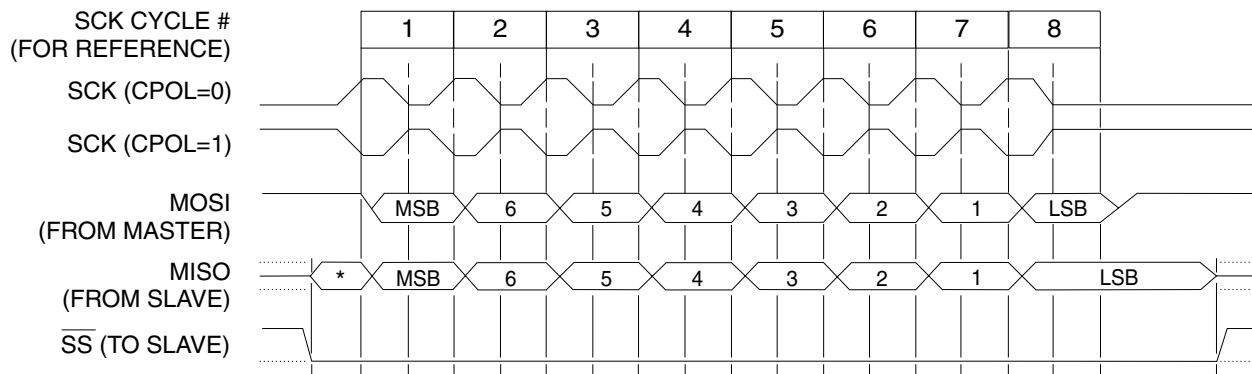 SCK CYCLE #
(FOR REFERENCE)
1 2 3 4 5 6 7 8
SCK (CPOL=0)
SCK (CPOL=1)
MOSI
(FROM MASTER)
MSB 6 5 4 3 2 1 LSB
MISO
(FROM SLAVE)
* MSB 6 5 4 3 2 1 LSB
SS (TO SLAVE)